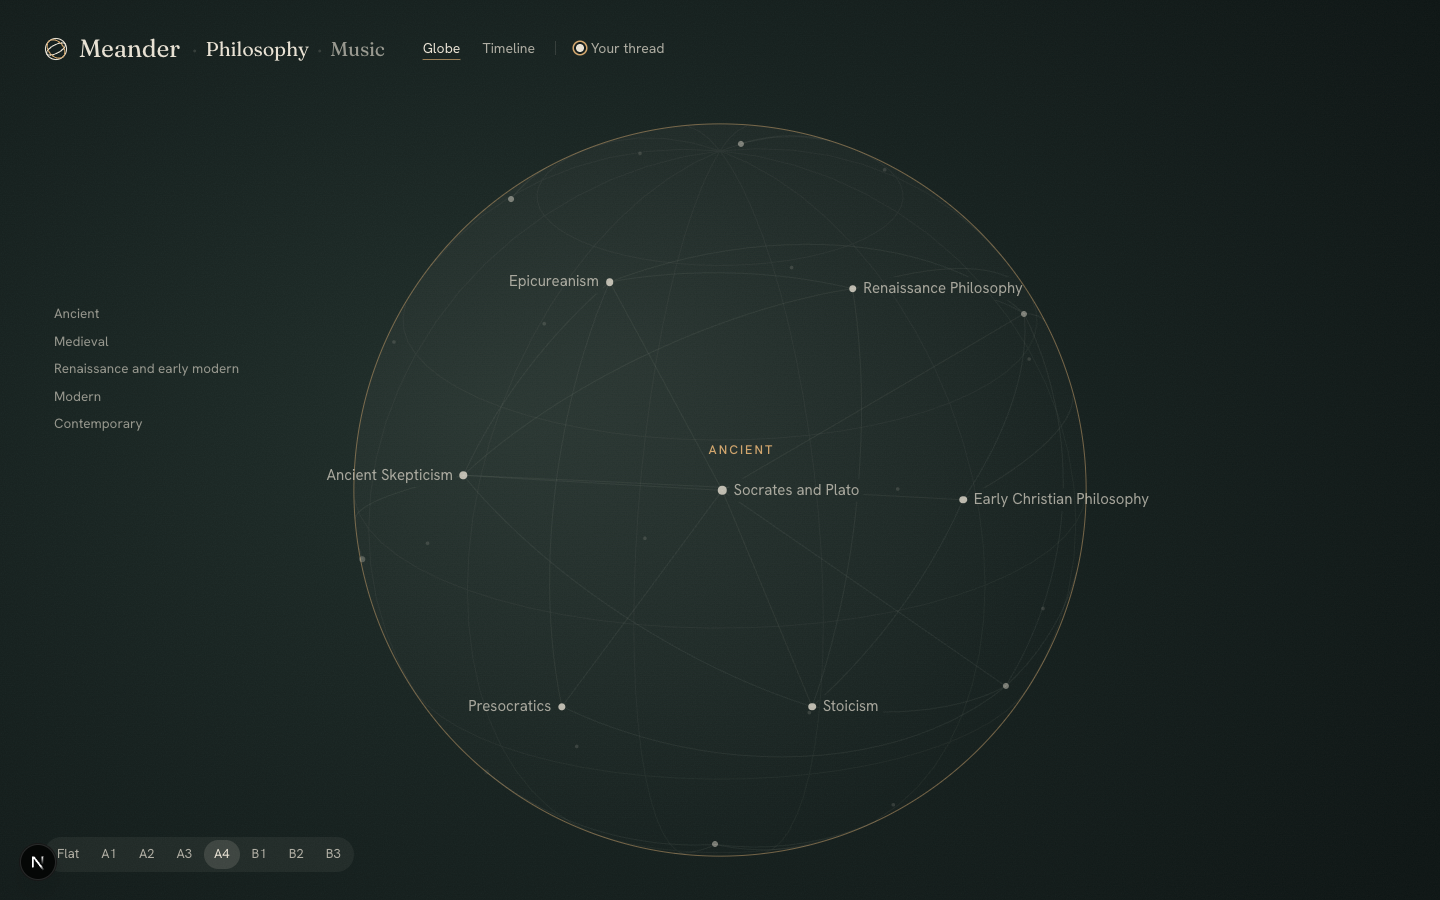 Meander · Philosophy · Music
Globe
Timeline
Your thread
Epicureanism
Renaissance Philosophy
Ancient
Medieval
Renaissance and early modern
Modern
Contemporary
ANCIENT
Ancient Skepticism
Socrates and Plato
Early Christian Philosophy
Presocratics
Stoicism
N
Flat
A1
A2
A3
A4
B1
B2
B3